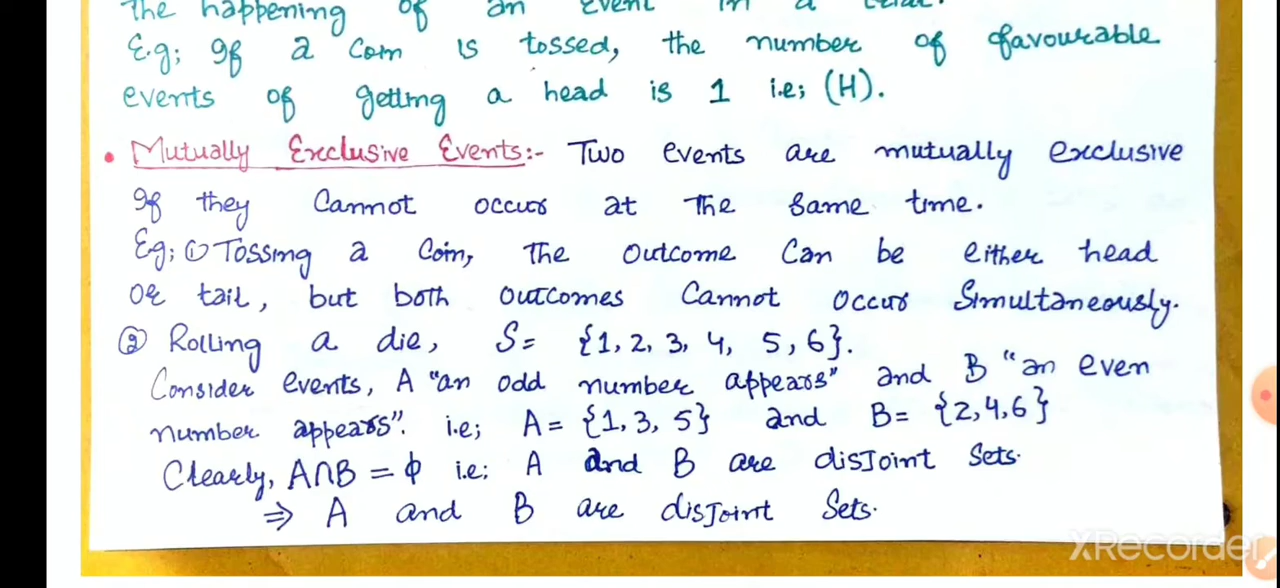 the happening of an event in a trial.
E.g; If a coin is tossed, the number of favourable
events of getting a head is 1 i.e; (H).
• Mutually Exclusive Events:- Two events are mutually exclusive
If they cannot occur at the same time.
Eg; ① Tossing a coin, the outcome can be either head
or tail, but both outcomes cannot occur simultaneously.
② Rolling a die, S= {1, 2, 3, 4, 5, 6}.
Consider events, A "an odd number appears" and B "an even
number appears". i.e; A = {1, 3, 5} and B= {2,4,6}
Clearly, A∩B = ϕ i.e; A and B are disjoint sets.
⇒ A and B are disjoint sets.
XRecorder